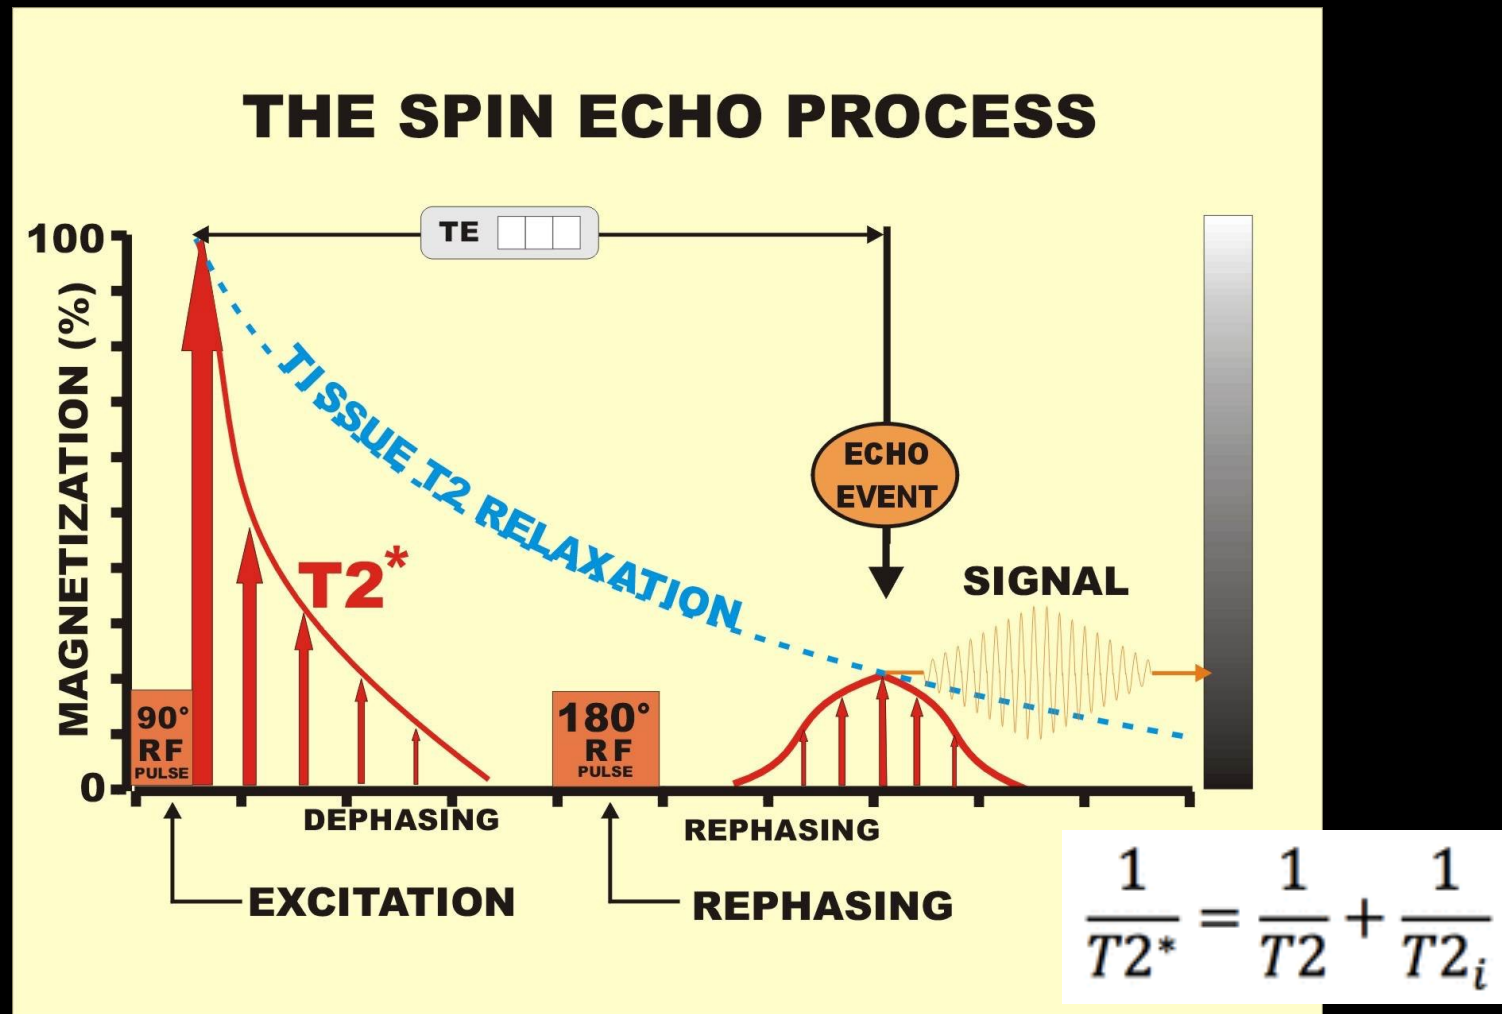 THE SPIN ECHO PROCESS
TE
100
MAGNETIZATION (%)
0
TISSUE T2 RELAXATION
T2*
ECHO
EVENT
SIGNAL
90°
RF
PULSE
180°
RF
PULSE
DEPHASING
REPHASING
EXCITATION
REPHASING
1/T2* = 1/T2 + 1/T2ᵢ